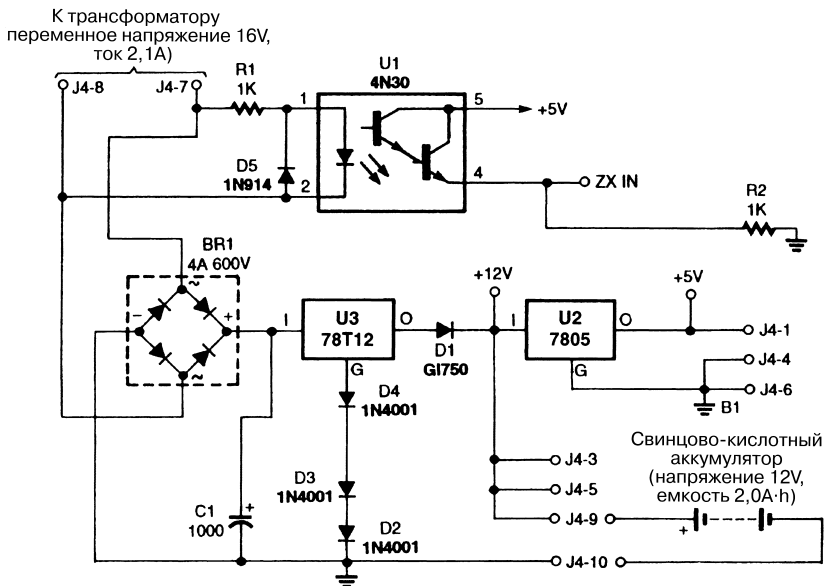 К трансформатору
переменное напряжение 16V,
ток 2,1А)
J4-8
J4-7
R1
1K
U1
4N30
1
5
+5V
D5
1N914
2
4
ZX IN
R2
1K
BR1
4A 600V
~
−
+
~
I
U3
78T12
O
G
D1
GI750
+12V
I
U2
7805
O
G
+5V
J4-1
J4-4
J4-6
B1
D4
1N4001
D3
1N4001
D2
1N4001
C1
1000
+
J4-3
J4-5
J4-9
J4-10
Свинцово-кислотный
аккумулятор
(напряжение 12V,
емкость 2,0А·h)
+